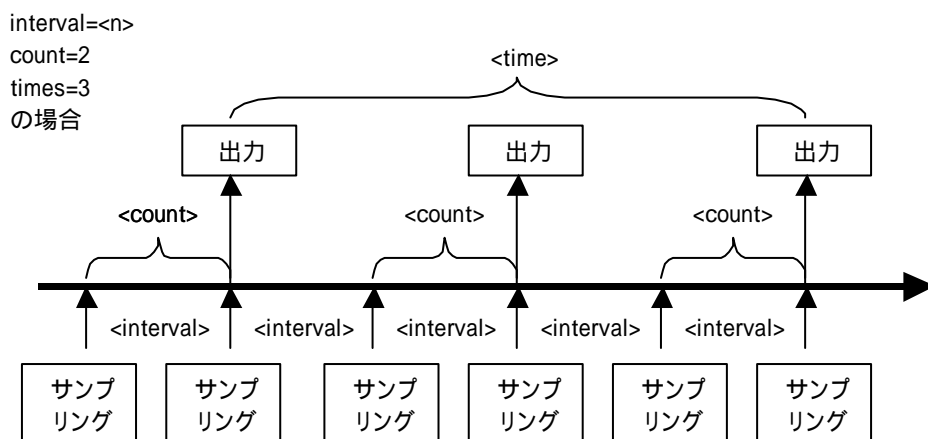 interval=<n>
count=2
times=3
の場合
<time>
出力
出力
出力
<count>
<count>
<count>
<interval>
<interval>
<interval>
<interval>
<interval>
サンプ
リング
サンプ
リング
サンプ
リング
サンプ
リング
サンプ
リング
サンプ
リング